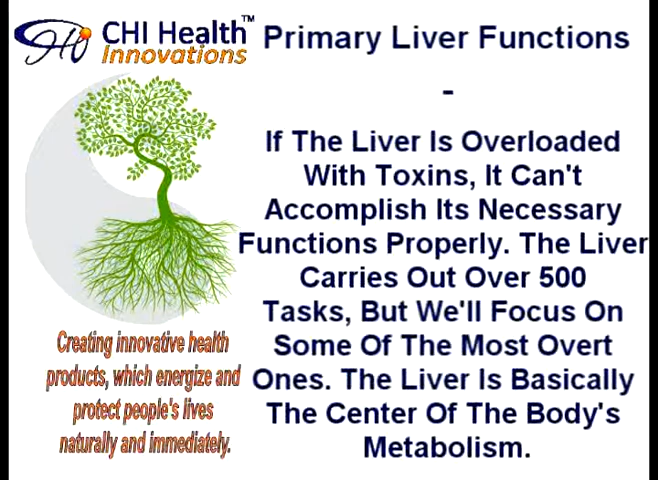 CHI Health™
Innovations
Primary Liver Functions
-
If The Liver Is Overloaded
With Toxins, It Can't
Accomplish Its Necessary
Functions Properly. The Liver
Carries Out Over 500
Tasks, But We'll Focus On
Some Of The Most Overt
Ones. The Liver Is Basically
The Center Of The Body's
Metabolism.
Creating innovative health
products, which energize and
protect people's lives
naturally and immediately.